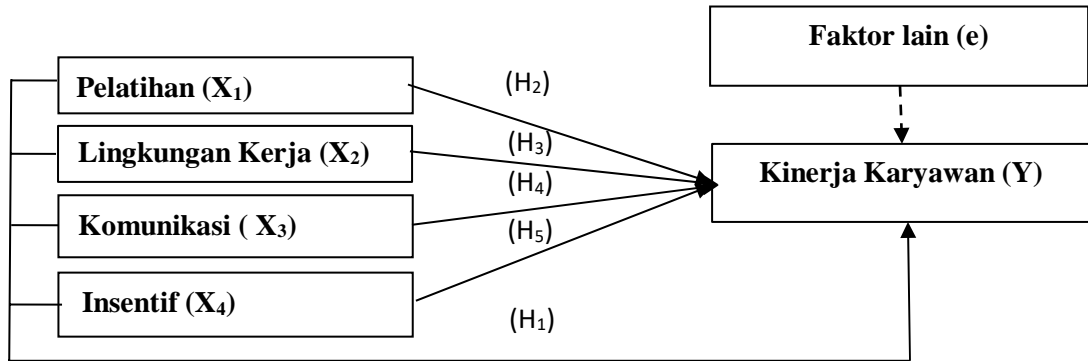 Faktor lain (e)
Pelatihan (X₁)
(H₂)
Lingkungan Kerja (X₂)
(H₃)
Kinerja Karyawan (Y)
(H₄)
Komunikasi ( X₃)
(H₅)
Insentif (X₄)
(H₁)